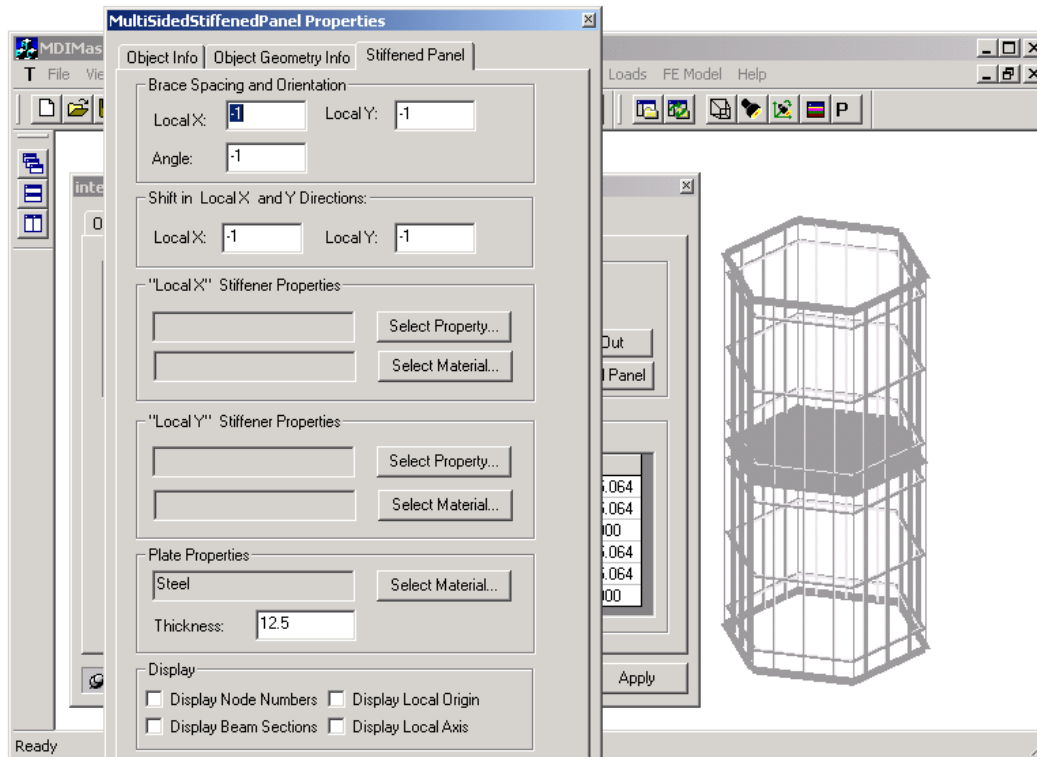 MultiSidedStiffenedPanel Properties
MDIMas
T File Vie Loads FE Model Help
Object Info Object Geometry Info Stiffened Panel
P
Brace Spacing and Orientation
Local X: -1 Local Y: -1
Angle: -1
inte
O
Shift in Local X and Y Directions:
Local X: -1 Local Y: -1
"Local X" Stiffener Properties
Select Property...
Out
Select Material...
l Panel
"Local Y" Stiffener Properties
Select Property...
5.064
Select Material...
5.064
000
Plate Properties
5.064
Steel Select Material...
5.064
000
Thickness: 12.5
Display
Apply
Display Node Numbers Display Local Origin
Display Beam Sections Display Local Axis
Ready